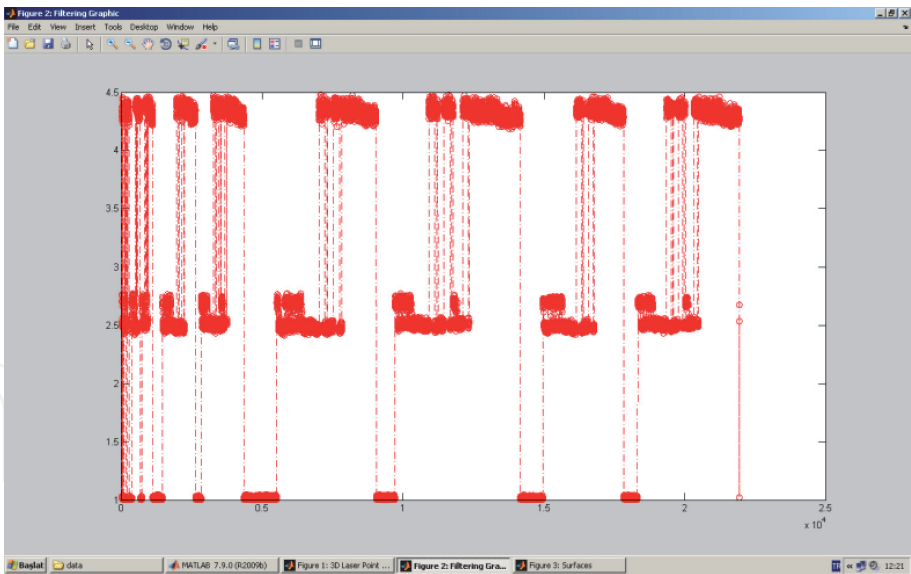 Figure 2: Filtering Graphic
File Edit View Insert Tools Desktop Window Help
4.5
4
3.5
3
2.5
2
1.5
1
0 0.5 1 1.5 2 2.5
x 10^4
Başlat data MATLAB 7.9.0 (R2009b) Figure 1: 3D Laser Point ... Figure 2: Filtering Gra... Figure 3: Surfaces TR « 12:21